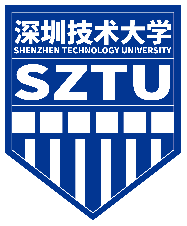 深圳技术大学
SHENZHEN TECHNOLOGY UNIVERSITY
SZTU